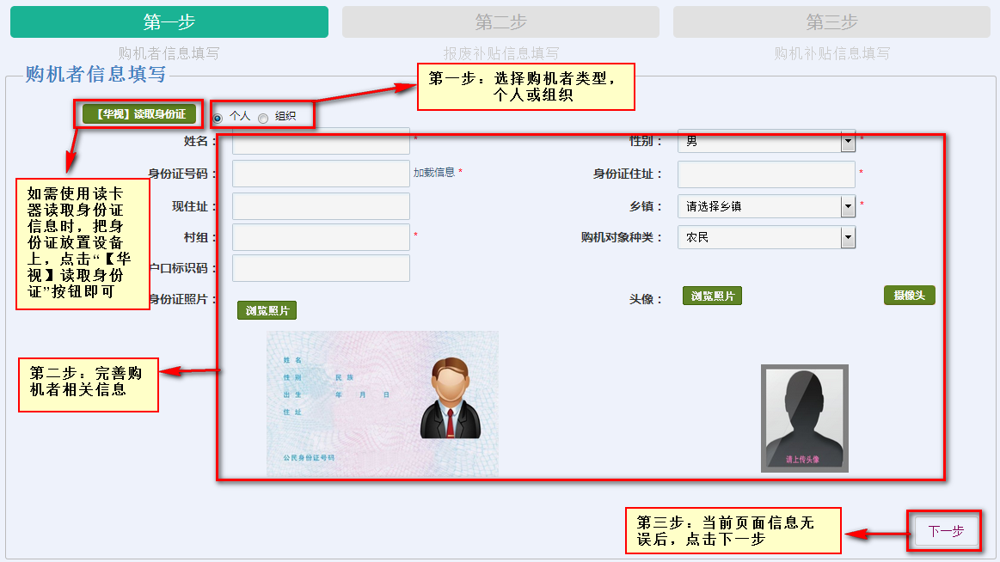 第一步
第二步
第三步
购机者信息填写
报废补贴信息填写
购机补贴信息填写
购机者信息填写
第一步：选择购机者类型，
个人或组织
【华视】读取身份证
个人
组织
姓名：
*
性别：
男
*
身份证号码：
加载信息 *
身份证住址：
*
现住址：
乡镇：
请选择乡镇
*
村组：
*
购机对象种类：
农民
户口标识码：
身份证照片：
浏览照片
头像：
浏览照片
摄像头
如需使用读卡
器读取身份证
信息时，把身
份证放置设备
上，点击“【华
视】读取身份
证”按钮即可
第二步：完善购
机者相关信息
姓 名
性 别 民 族
出 生 年 月 日
住 址
公民身份证号码
请上传头像
第三步：当前页面信息无
误后，点击下一步
下一步